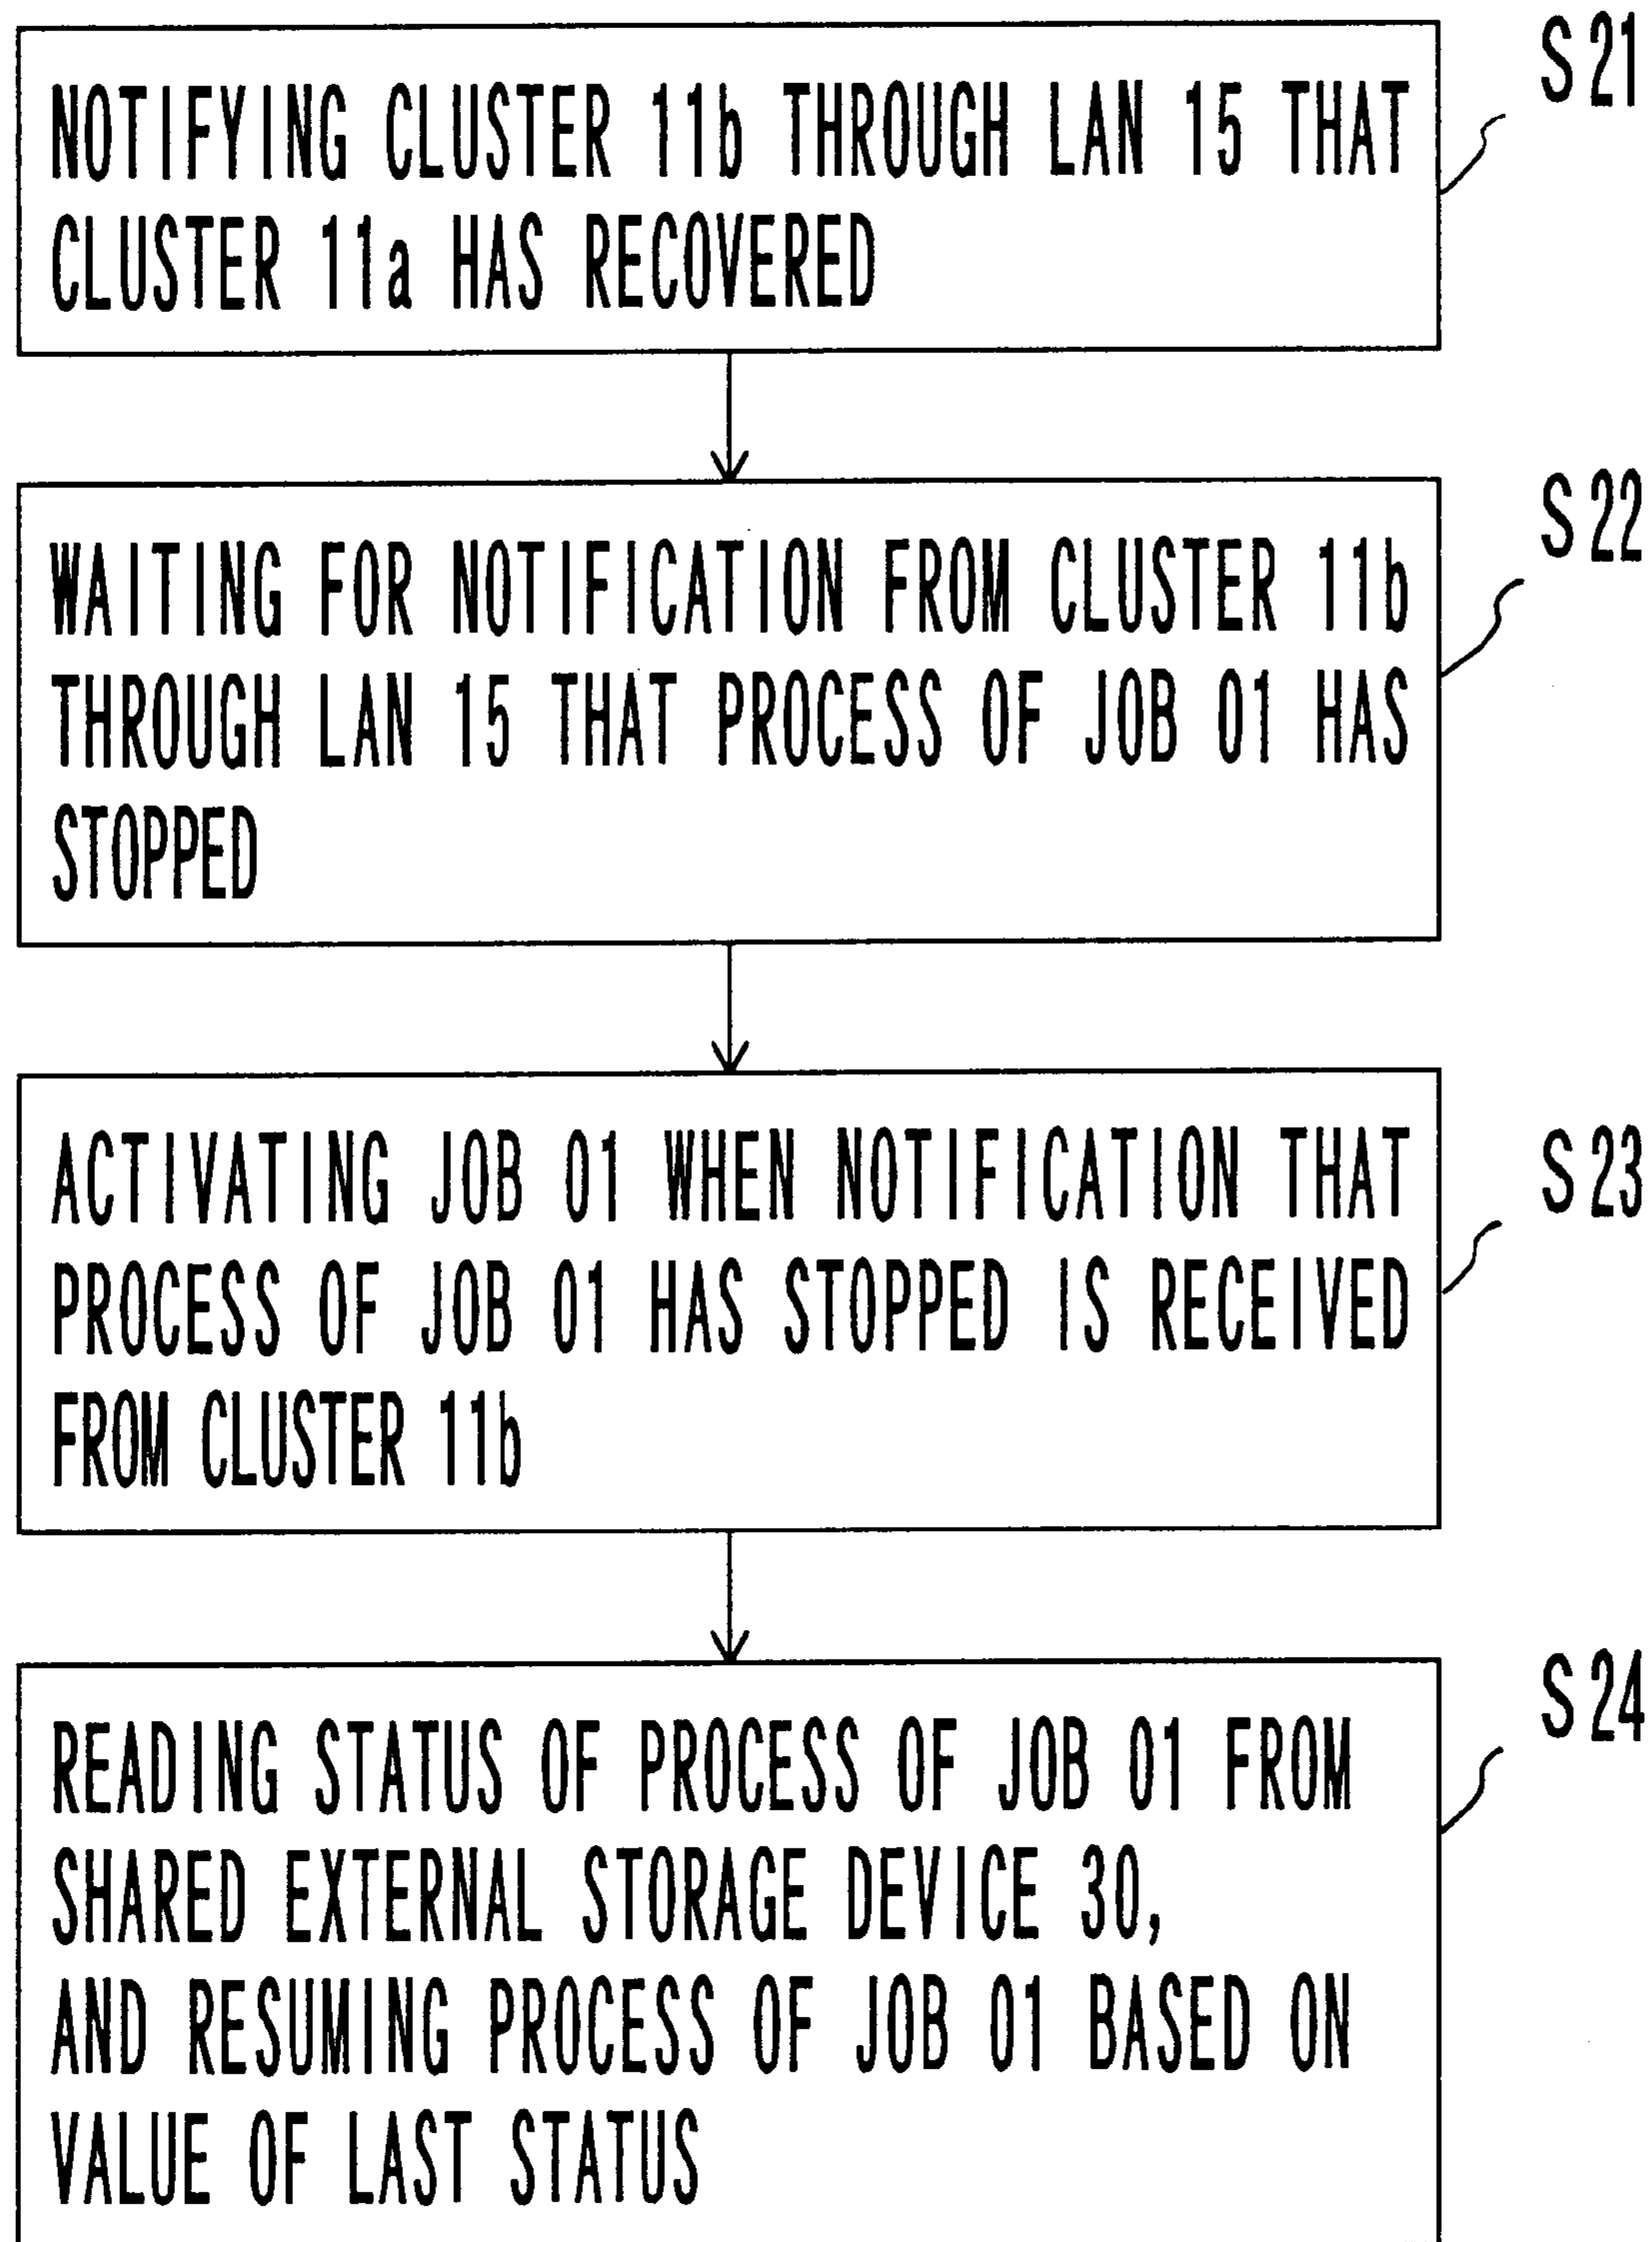 S21
NOTIFYING CLUSTER 11b THROUGH LAN 15 THAT
CLUSTER 11a HAS RECOVERED
S22
WAITING FOR NOTIFICATION FROM CLUSTER 11b
THROUGH LAN 15 THAT PROCESS OF JOB 01 HAS
STOPPED
S23
ACTIVATING JOB 01 WHEN NOTIFICATION THAT
PROCESS OF JOB 01 HAS STOPPED IS RECEIVED
FROM CLUSTER 11b
S24
READING STATUS OF PROCESS OF JOB 01 FROM
SHARED EXTERNAL STORAGE DEVICE 30,
AND RESUMING PROCESS OF JOB 01 BASED ON
VALUE OF LAST STATUS